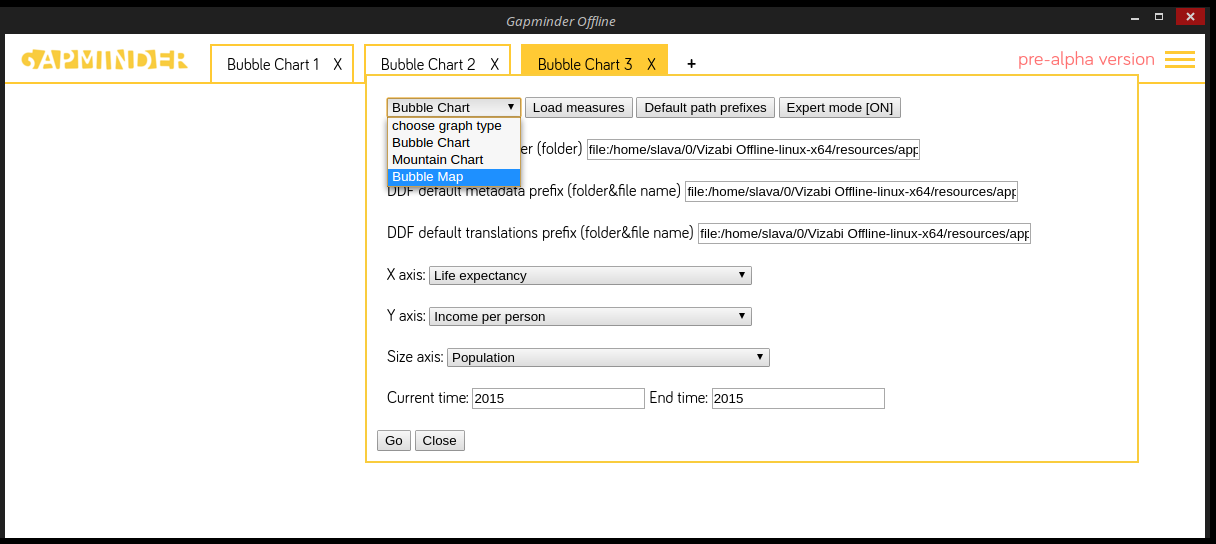 Gapminder Offline
GAPMINDER
Bubble Chart 1 X
Bubble Chart 2 X
Bubble Chart 3 X
+
pre-alpha version
Bubble Chart Load measures Default path prefixes Expert mode [ON]
choose graph type
Bubble Chart
Mountain Chart
Bubble Map
er (folder) file:/home/slava/0/Vizabi Offline-linux-x64/resources/app
DDF default metadata prefix (folder&file name) file:/home/slava/0/Vizabi Offline-linux-x64/resources/app
DDF default translations prefix (folder&file name) file:/home/slava/0/Vizabi Offline-linux-x64/resources/app
X axis: Life expectancy
Y axis: Income per person
Size axis: Population
Current time: 2015 End time: 2015
Go Close